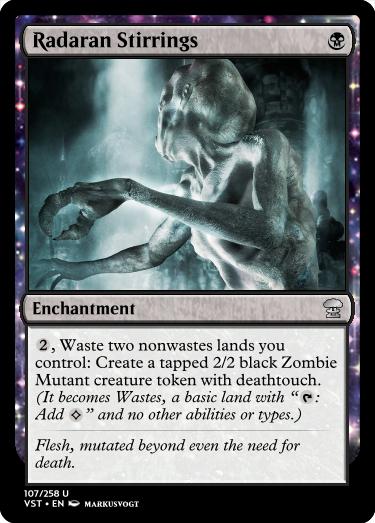 Radaran Stirrings
Enchantment
2, Waste two nonwastes lands you
control: Create a tapped 2/2 black Zombie
Mutant creature token with deathtouch.
(It becomes Wastes, a basic land with “:
Add ” and no other abilities or types.)
Flesh, mutated beyond even the need for
death.
107/258 U
VST • EN MARKUSVOGT